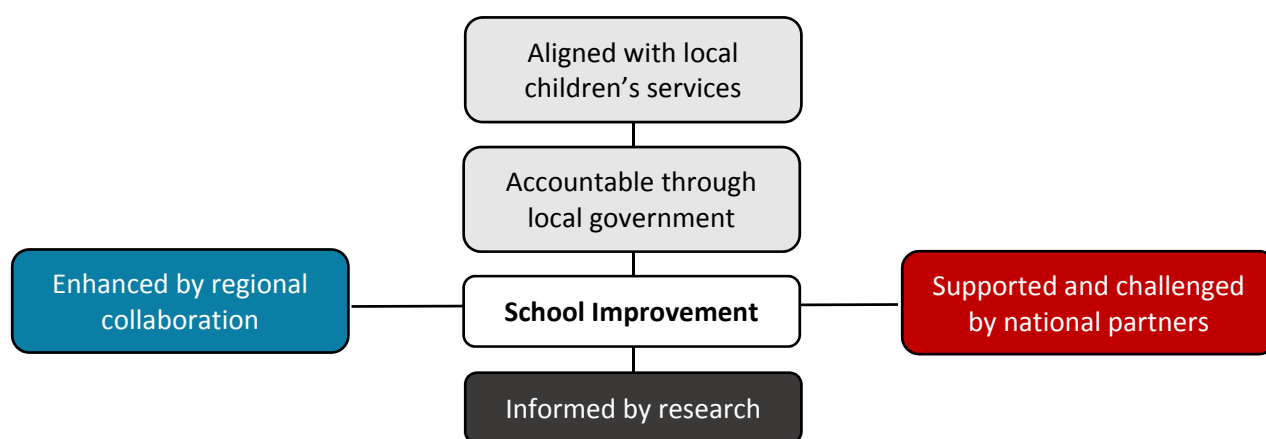 Aligned with local
children’s services
Accountable through
local government
Enhanced by regional
collaboration
School Improvement
Supported and challenged
by national partners
Informed by research